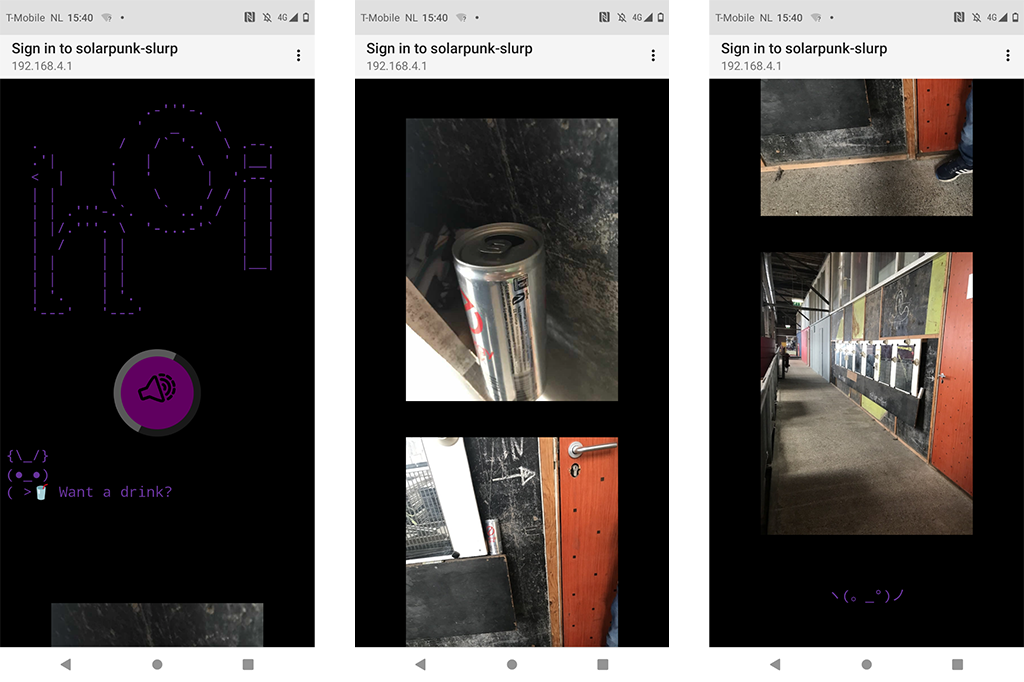 T-Mobile NL 15:40
4G
Sign in to solarpunk-slurp
192.168.4.1
hOi
{\_/}
(●_●)
( >🥤 Want a drink?
T-Mobile NL 15:40
4G
Sign in to solarpunk-slurp
192.168.4.1
T-Mobile NL 15:40
4G
Sign in to solarpunk-slurp
192.168.4.1
ヽ(。_°)ノ